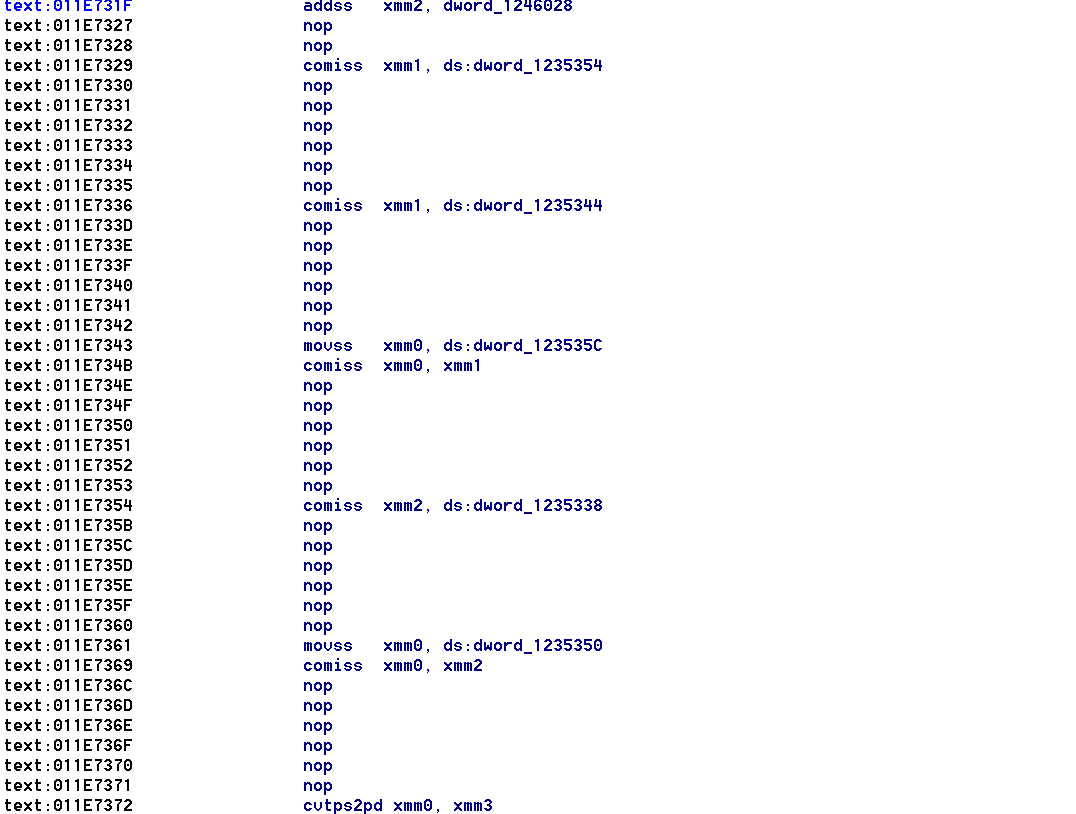 text:011E731F addss xmm2, dword_1246028
text:011E7327 nop
text:011E7328 nop
text:011E7329 comiss xmm1, ds:dword_1235354
text:011E7330 nop
text:011E7331 nop
text:011E7332 nop
text:011E7333 nop
text:011E7334 nop
text:011E7335 nop
text:011E7336 comiss xmm1, ds:dword_1235344
text:011E733D nop
text:011E733E nop
text:011E733F nop
text:011E7340 nop
text:011E7341 nop
text:011E7342 nop
text:011E7343 movss xmm0, ds:dword_123535C
text:011E734B comiss xmm0, xmm1
text:011E734E nop
text:011E734F nop
text:011E7350 nop
text:011E7351 nop
text:011E7352 nop
text:011E7353 nop
text:011E7354 comiss xmm2, ds:dword_1235338
text:011E735B nop
text:011E735C nop
text:011E735D nop
text:011E735E nop
text:011E735F nop
text:011E7360 nop
text:011E7361 movss xmm0, ds:dword_1235350
text:011E7369 comiss xmm0, xmm2
text:011E736C nop
text:011E736D nop
text:011E736E nop
text:011E736F nop
text:011E7370 nop
text:011E7371 nop
text:011E7372 cvtps2pd xmm0, xmm3